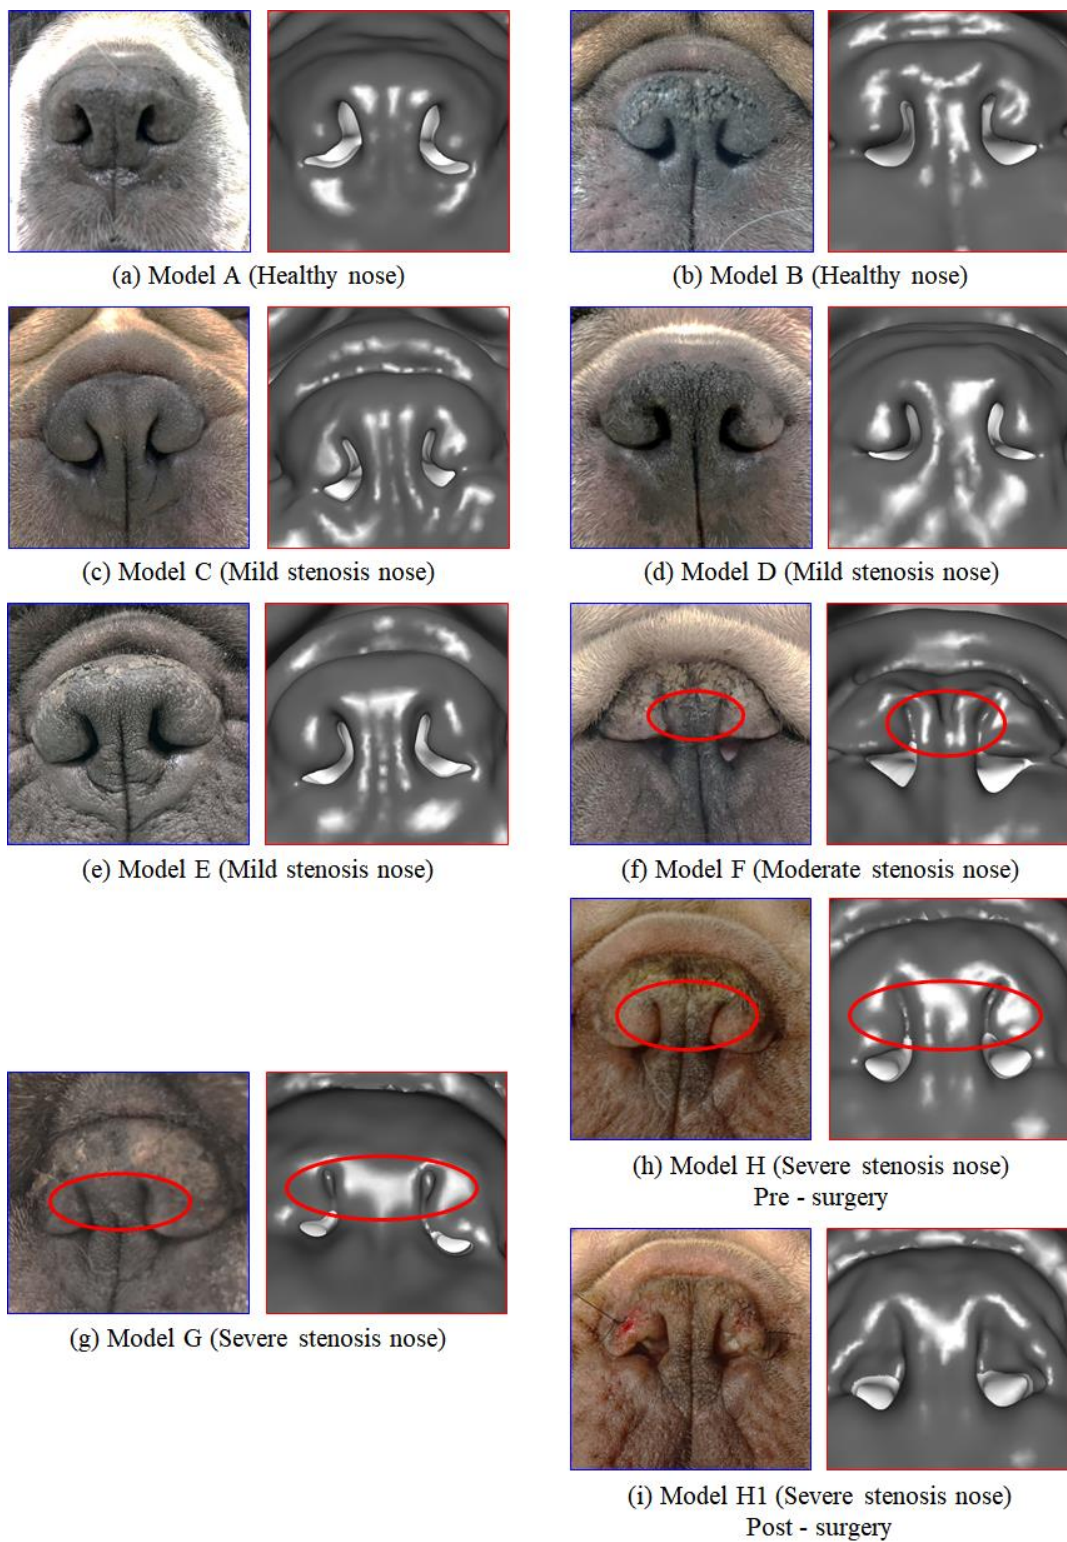 (a) Model A (Healthy nose)
(b) Model B (Healthy nose)
(c) Model C (Mild stenosis nose)
(d) Model D (Mild stenosis nose)
(e) Model E (Mild stenosis nose)
(f) Model F (Moderate stenosis nose)
(h) Model H (Severe stenosis nose)
Pre - surgery
(g) Model G (Severe stenosis nose)
(i) Model H1 (Severe stenosis nose)
Post - surgery